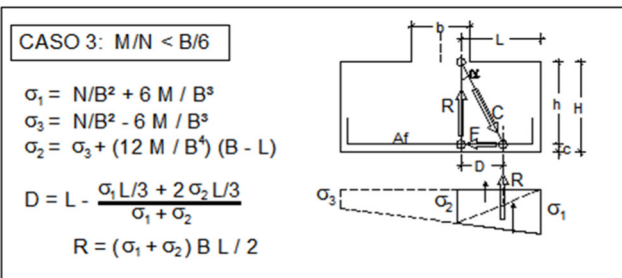 CASO 3: M/N < B/6
σ₁ = N/B² + 6 M / B³
σ₃ = N/B² - 6 M / B³
σ₂ = σ₃ + (12 M / B⁴) (B - L)
D = L - (σ₁ L/3 + 2 σ₂ L/3) / (σ₁ + σ₂)
R = (σ₁ + σ₂) B L / 2
b
L
α
R
C
h
H
F
Af
c
D
R
σ₃
σ₂
σ₁